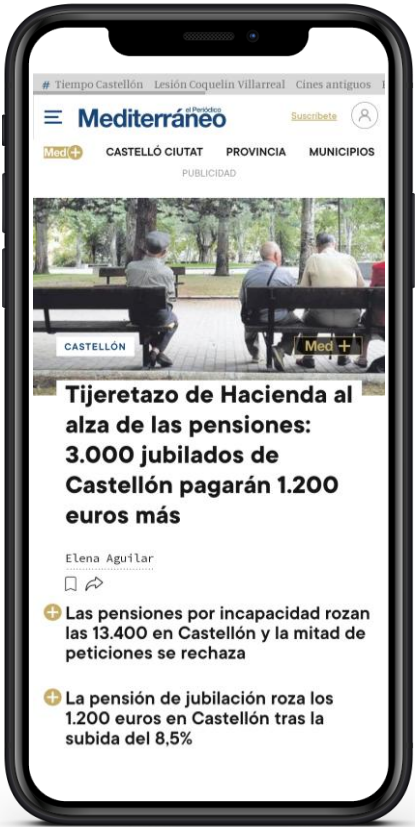 # Tiempo Castellón Lesión Coquelin Villarreal Cines antiguos
el Periódico
Mediterráneo
Suscríbete
Med +
CASTELLÓ CIUTAT PROVINCIA MUNICIPIOS
PUBLICIDAD
CASTELLÓN
Med +
Tijeretazo de Hacienda al
alza de las pensiones:
3.000 jubilados de
Castellón pagarán 1.200
euros más
Elena Aguilar
Las pensiones por incapacidad rozan
las 13.400 en Castellón y la mitad de
peticiones se rechaza
La pensión de jubilación roza los
1.200 euros en Castellón tras la
subida del 8,5%